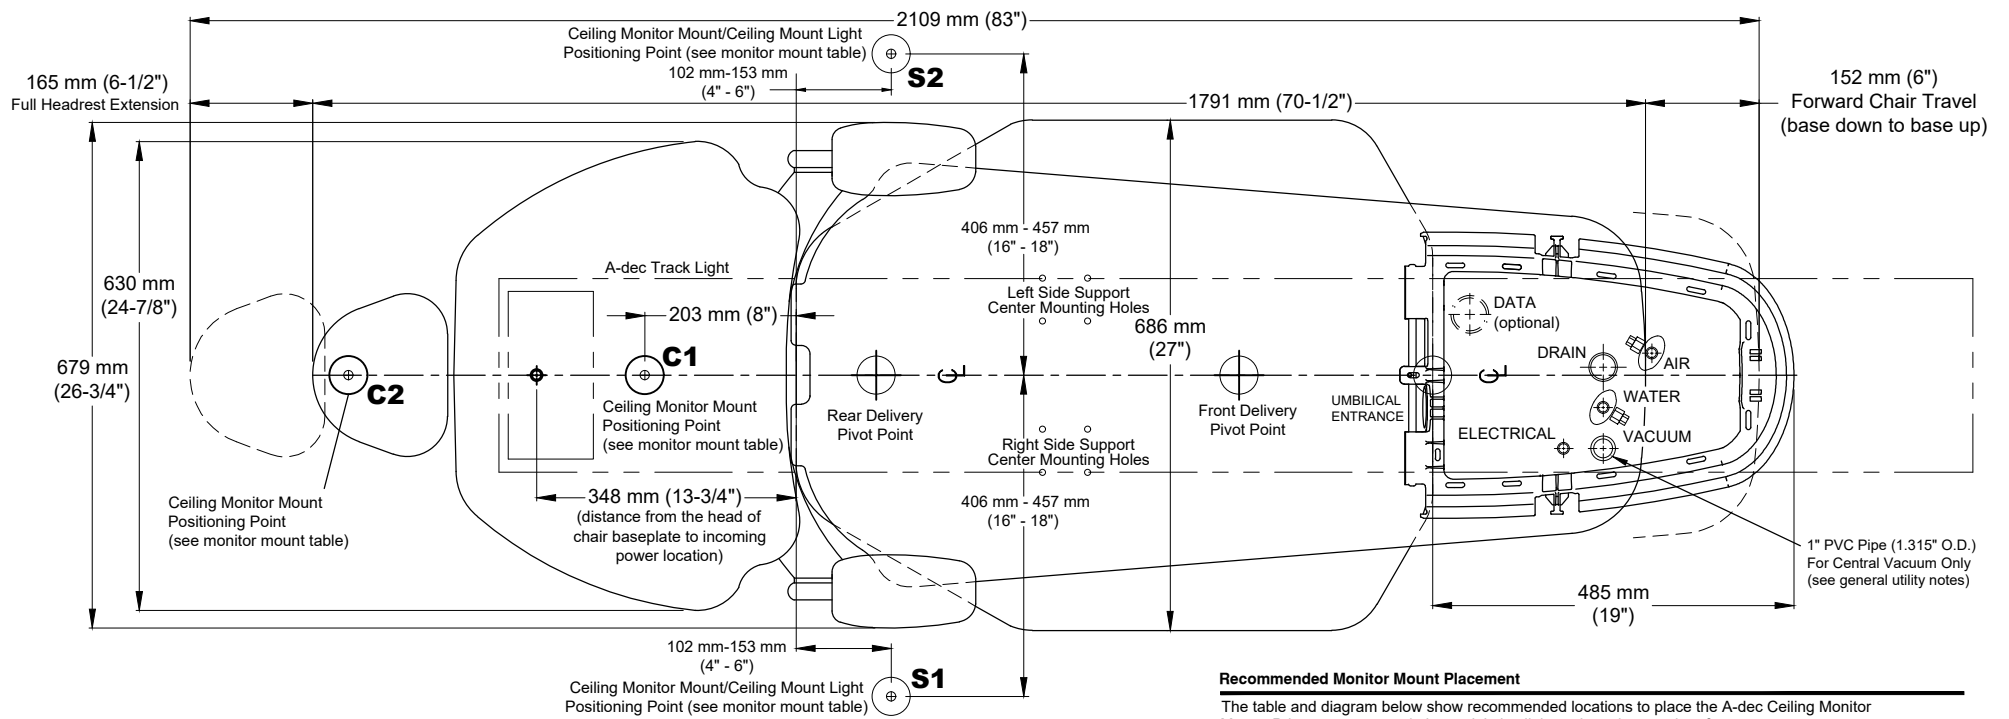 2109 mm (83")
Ceiling Monitor Mount/Ceiling Mount Light
Positioning Point (see monitor mount table)
S2
102 mm-153 mm
(4" - 6")
165 mm (6-1/2")
Full Headrest Extension
1791 mm (70-1/2")
152 mm (6")
Forward Chair Travel
(base down to base up)
406 mm - 457 mm
(16" - 18")
A-dec Track Light
630 mm
(24-7/8")
679 mm
(26-3/4")
203 mm (8")
Left Side Support
Center Mounting Holes
686 mm
(27")
DATA
(optional)
DRAIN
AIR
C1
C2
CL
CL
WATER
Ceiling Monitor Mount
Positioning Point
(see monitor mount table)
Rear Delivery
Pivot Point
Front Delivery
Pivot Point
UMBILICAL
ENTRANCE
ELECTRICAL
VACUUM
Right Side Support
Center Mounting Holes
348 mm (13-3/4")
(distance from the head of
chair baseplate to incoming
power location)
406 mm - 457 mm
(16" - 18")
Ceiling Monitor Mount
Positioning Point
(see monitor mount table)
1" PVC Pipe (1.315" O.D.)
For Central Vacuum Only
(see general utility notes)
485 mm
(19")
102 mm-153 mm
(4" - 6")
S1
Ceiling Monitor Mount/Ceiling Mount Light
Positioning Point (see monitor mount table)
Recommended Monitor Mount Placement
The table and diagram below show recommended locations to place the A-dec Ceiling Monitor